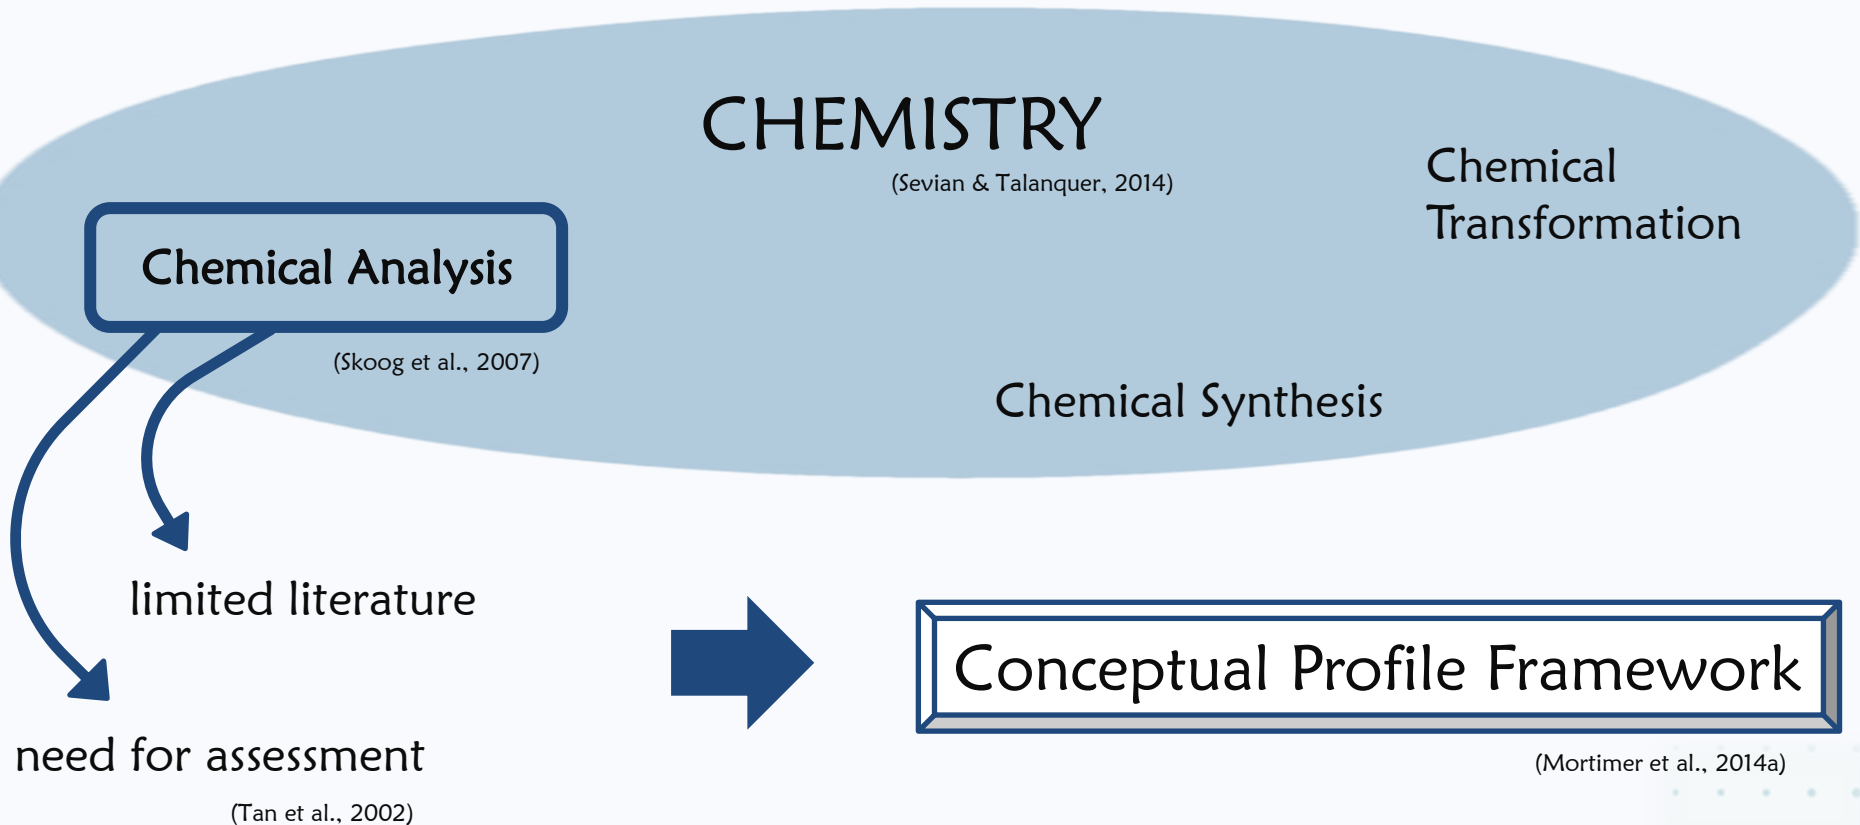 CHEMISTRY
(Sevian & Talanquer, 2014)
Chemical
Transformation
Chemical Analysis
(Skoog et al., 2007)
Chemical Synthesis
limited literature
need for assessment
(Tan et al., 2002)
Conceptual Profile Framework
(Mortimer et al., 2014a)